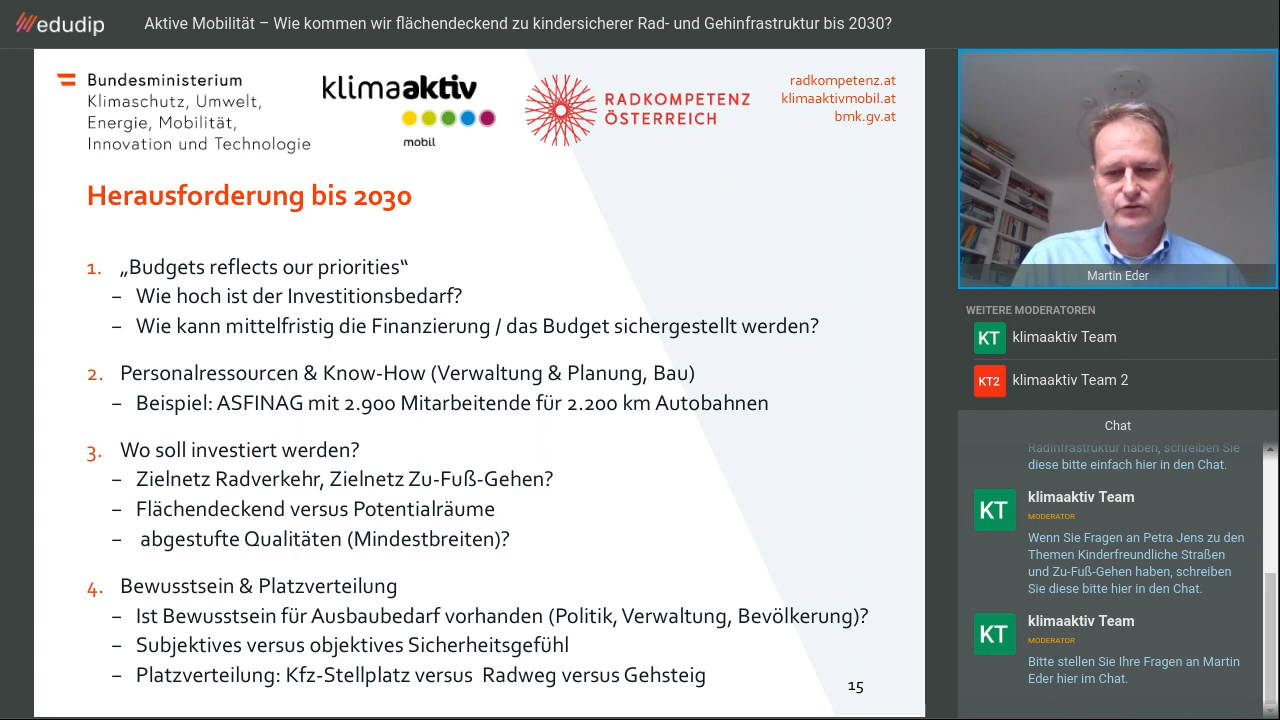 edudip
Aktive Mobilität – Wie kommen wir flächendeckend zu kindersicherer Rad- und Gehinfrastruktur bis 2030?
Bundesministerium
Klimaschutz, Umwelt,
Energie, Mobilität,
Innovation und Technologie
klimaaktiv
mobil
RADKOMPETENZ
ÖSTERREICH
radkompetenz.at
klimaaktivmobil.at
bmk.gv.at
Herausforderung bis 2030
1. „Budgets reflects our priorities“
– Wie hoch ist der Investitionsbedarf?
– Wie kann mittelfristig die Finanzierung / das Budget sichergestellt werden?
2. Personalressourcen & Know-How (Verwaltung & Planung, Bau)
– Beispiel: ASFINAG mit 2.900 Mitarbeitende für 2.200 km Autobahnen
3. Wo soll investiert werden?
– Zielnetz Radverkehr, Zielnetz Zu-Fuß-Gehen?
– Flächendeckend versus Potentialräume
– abgestufte Qualitäten (Mindestbreiten)?
4. Bewusstsein & Platzverteilung
– Ist Bewusstsein für Ausbaubedarf vorhanden (Politik, Verwaltung, Bevölkerung)?
– Subjektives versus objektives Sicherheitsgefühl
– Platzverteilung: Kfz-Stellplatz versus Radweg versus Gehsteig
15
Martin Eder
WEITERE MODERATOREN
KT klimaaktiv Team
KT2 klimaaktiv Team 2
Chat
Radinfrastruktur haben, schreiben Sie
diese bitte einfach hier in den Chat.
KT klimaaktiv Team
MODERATOR
Wenn Sie Fragen an Petra Jens zu den
Themen Kinderfreundliche Straßen
und Zu-Fuß-Gehen haben, schreiben
Sie diese bitte hier in den Chat.
KT klimaaktiv Team
MODERATOR
Bitte stellen Sie Ihre Fragen an Martin
Eder hier im Chat.